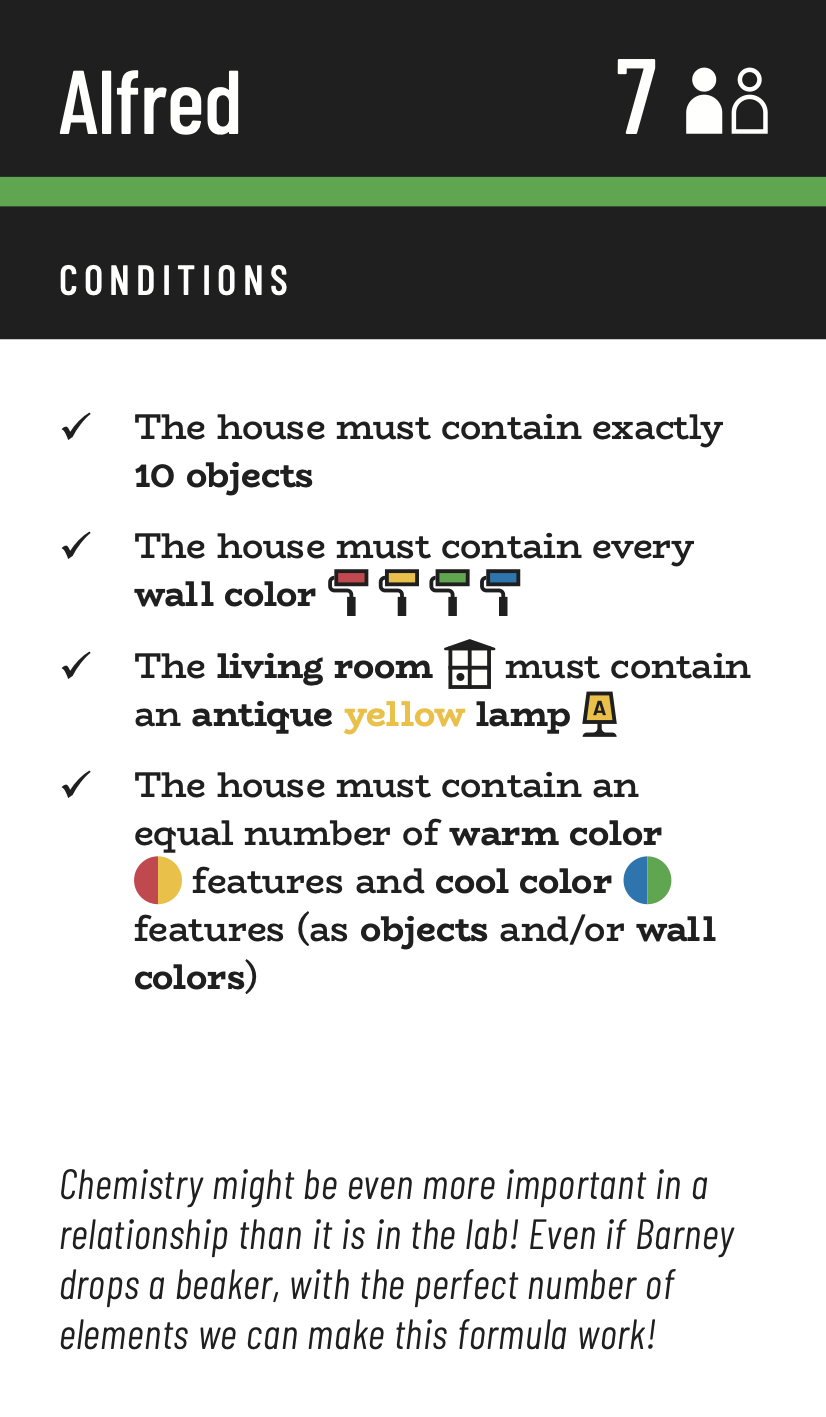 Alfred
7
CONDITIONS
✓ The house must contain exactly
10 objects
✓ The house must contain every
wall color
✓ The living room must contain
an antique yellow lamp A
✓ The house must contain an
equal number of warm color
features and cool color
features (as objects and/or wall
colors)
Chemistry might be even more important in a
relationship than it is in the lab! Even if Barney
drops a beaker, with the perfect number of
elements we can make this formula work!